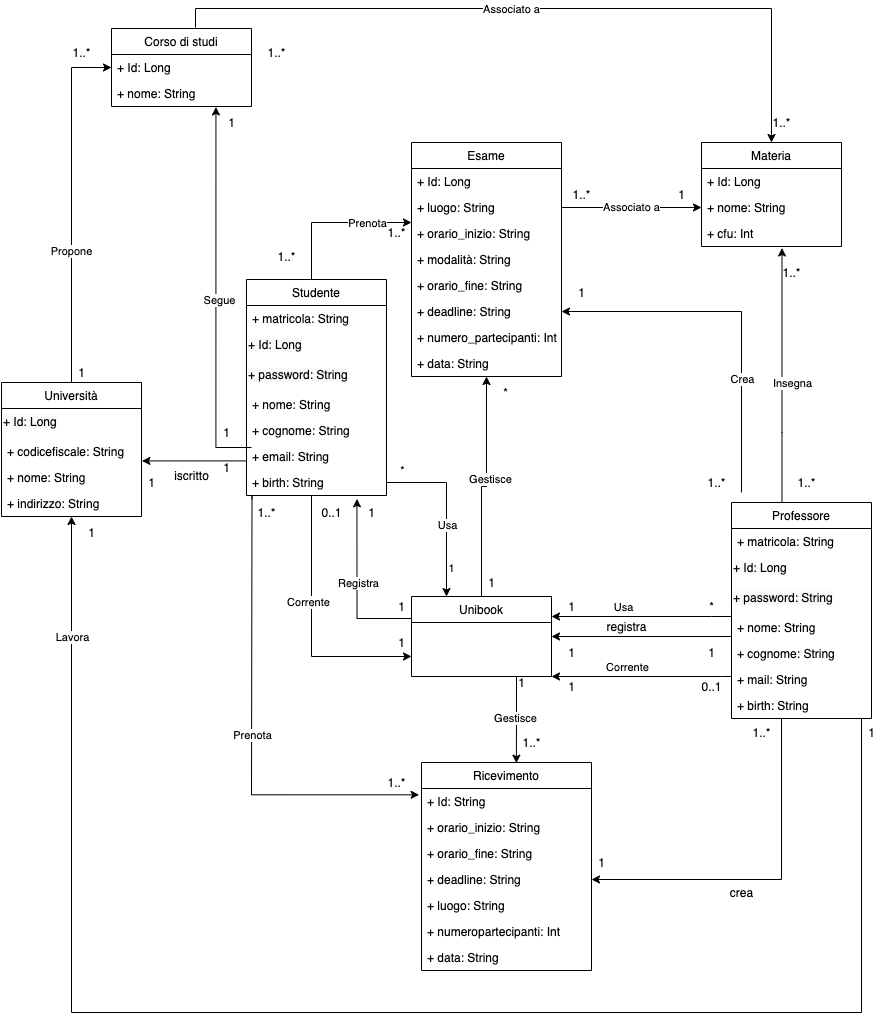 Associato a
Corso di studi
1..*
1..*
+ Id: Long
+ nome: String
1
1..*
Esame
+ Id: Long
+ luogo: String
+ orario_inizio: String
+ modalità: String
+ orario_fine: String
+ deadline: String
+ numero_partecipanti: Int
+ data: String
Materia
+ Id: Long
+ nome: String
+ cfu: Int
1..*
1
Associato a
Prenota
1..*
1..*
Propone
1
Segue
1
Studente
+ matricola: String
+ Id: Long
+ password: String
+ nome: String
+ cognome: String
+ email: String
+ birth: String
1..*
1
Crea
1..*
Insegna
1..*
Università
+ Id: Long
+ codicefiscale: String
+ nome: String
+ indirizzo: String
1
iscritto
1
1
*
Gestisce
1
*
Usa
1
Professore
+ matricola: String
+ Id: Long
+ password: String
+ nome: String
+ cognome: String
+ mail: String
+ birth: String
1..*
0..1
1
Registra
1
Corrente
1
Unibook
1
Usa
*
registra
1
1
Corrente
1
0..1
Lavora
1
Gestisce
1..*
Prenota
1..*
1..*
1
Ricevimento
+ Id: String
+ orario_inizio: String
+ orario_fine: String
+ deadline: String
+ luogo: String
+ numeropartecipanti: Int
+ data: String
1
crea